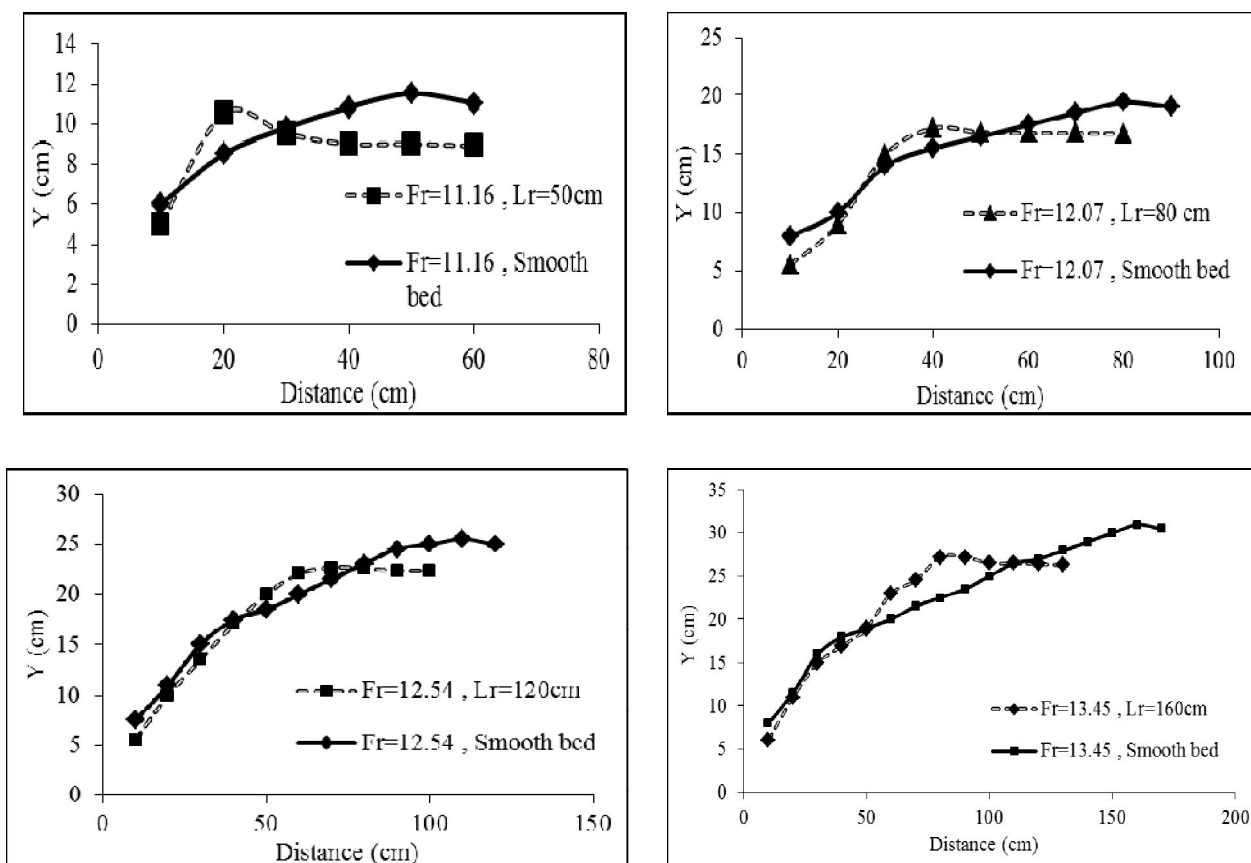 14
12
10
8
6
4
2
0
Y (cm)
Fr=11.16 , Lr=50cm
Fr=11.16 , Smooth
bed
0 20 40 60 80
Distance (cm)
25
20
15
10
5
0
Y (cm)
Fr=12.07 , Lr=80 cm
Fr=12.07 , Smooth bed
0 20 40 60 80 100
Distance (cm)
30
25
20
15
10
5
0
Y (cm)
Fr=12.54 , Lr=120cm
Fr=12.54 , Smooth bed
0 50 100 150
Distance (cm)
35
30
25
20
15
10
5
0
Y (cm)
Fr=13.45 , Lr=160cm
Fr=13.45 , Smooth bed
0 50 100 150 200
Distance (cm)